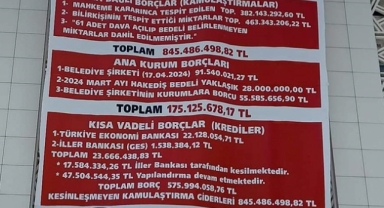 BORÇLARI (KAMULAŞTIRMALAR)
1- MAHKEME KARARINCA TESPİT EDİLEN TOP. 382.143.292,60 TL
2- BİLİRKİŞİNİN TESPİT ETTİĞİ MİKTARLAR TOP. 463.343.206,22 TL
3- "61 ADET DAVA AÇILIP BEDELİ BELİRLENMEYEN
MİKTARLAR DAHİL EDİLMEMİŞTİR."
TOPLAM 845.486.498,82 TL
ANA KURUM BORÇLARI
1-BELEDİYE ŞİRKETİ (17.04.2024) 91.540.021,27 TL
2-2024 MART AYI HAKEDİŞ BEDELİ YAKLAŞIK 28.000.000,00 TL
3-BELEDİYE ŞİRKETİNİN KURUMLARA BORCU 55.585.656,90 TL
TOPLAM 175.125.678,17 TL
KISA VADELİ BORÇLAR (KREDİLER)
1-TÜRKİYE EKONOMİ BANKASI 22.128.054,71 TL
2-İLLER BANKASI (GES) 1.538.384,12 TL
TOPLAM 23.666.438,83 TL
* 17.584.334,26 TL İller Bankası tarafından kesilmektedir.
* 47.504.544,35 TL Yapılandırma devam etmektedir.
TOPLAM BORÇ 575.994.058,76 TL
KESİNLEŞMEYEN KAMULAŞTIRMA GİDERLERİ 845.486.498,82 TL